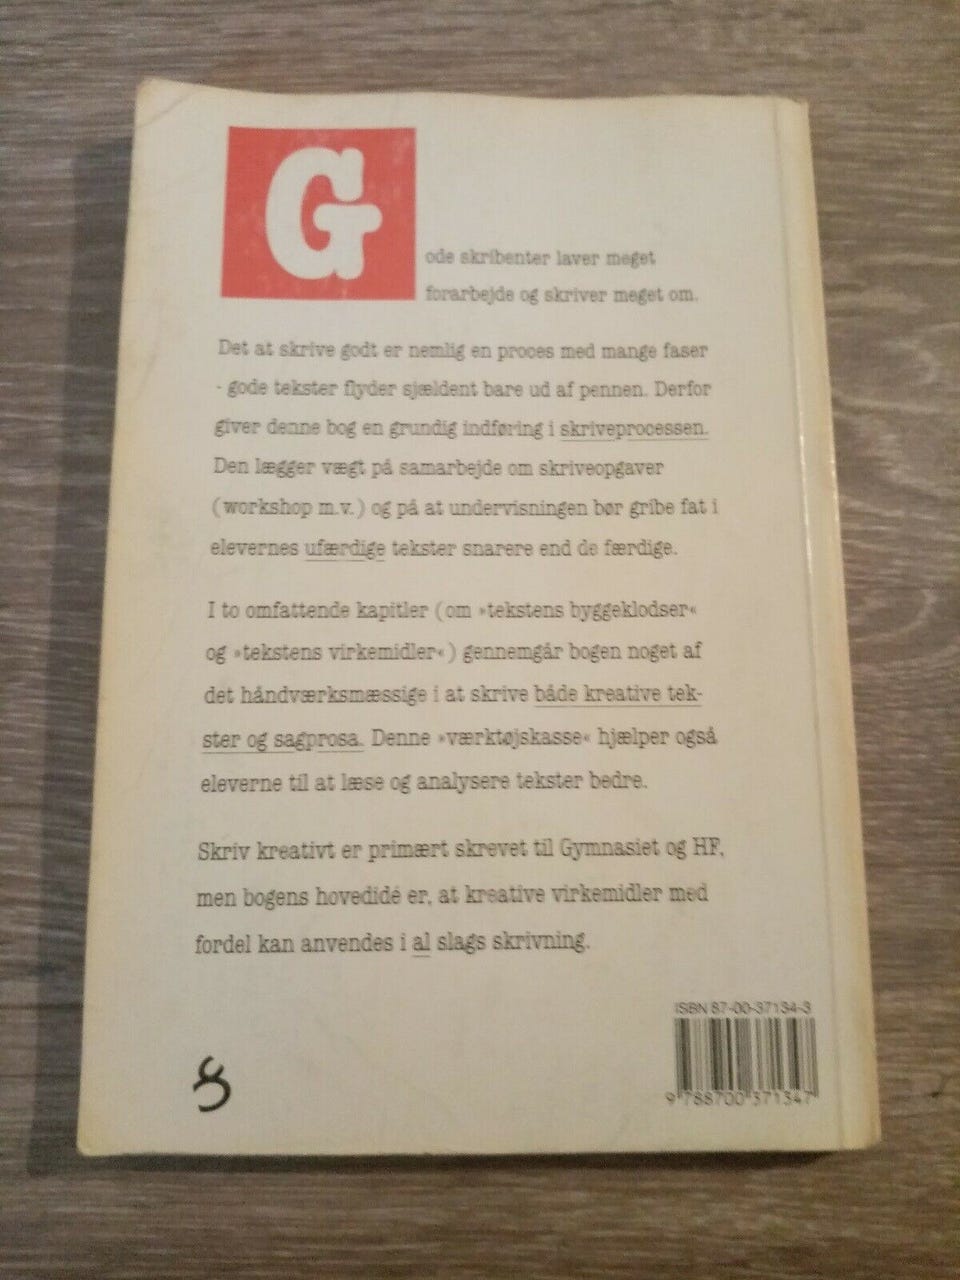 Gode skribenter laver meget
forarbejde og skriver meget om.
Det at skrive godt er nemlig en proces med mange faser
- gode tekster flyder sjældent bare ud af pennen. Derfor
giver denne bog en grundig indføring i skriveprocessen.
Den lægger vægt på samarbejde om skriveopgaver
(workshop m.v.) og på at undervisningen bør gribe fat i
elevernes ufærdige tekster snarere end de færdige.
I to omfattende kapitler (om »tekstens byggeklodser«
og »tekstens virkemidler«) gennemgår bogen noget af
det håndværksmæssige i at skrive både kreative tek-
ster og sagprosa. Denne »værktøjskasse« hjælper også
eleverne til at læse og analysere tekster bedre.
Skriv kreativt er primært skrevet til Gymnasiet og HF,
men bogens hovedidé er, at kreative virkemidler med
fordel kan anvendes i al slags skrivning.
ISBN 87-00-37134-3
9 788700 371347